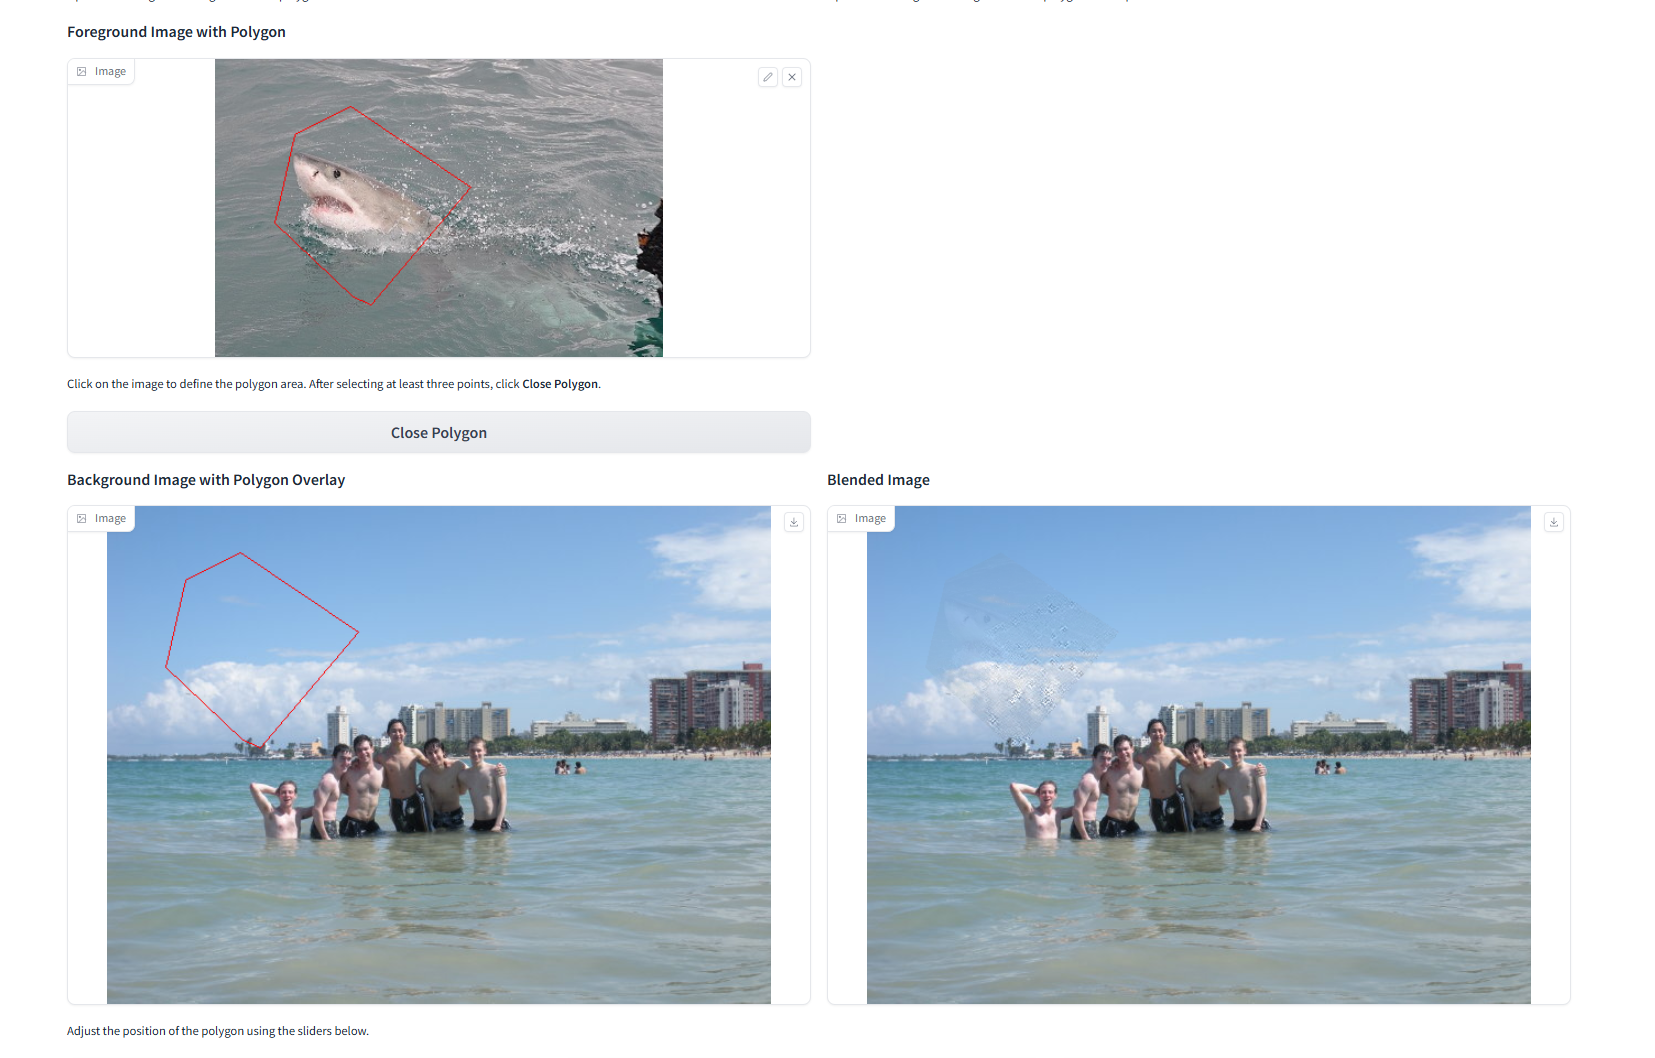 Foreground Image with Polygon
Image
Click on the image to define the polygon area. After selecting at least three points, click Close Polygon.
Close Polygon
Background Image with Polygon Overlay
Blended Image
Image
Image
Adjust the position of the polygon using the sliders below.